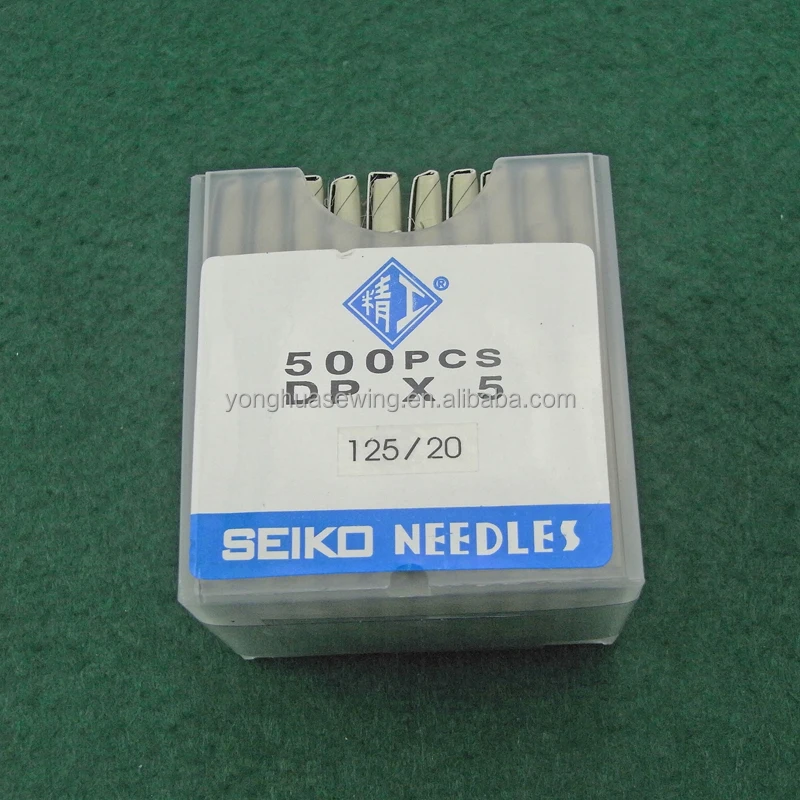 精工®
500PCS
DP X 5
yonghuasewing.en.alibaba.com
125/20
SEIKO NEEDLES